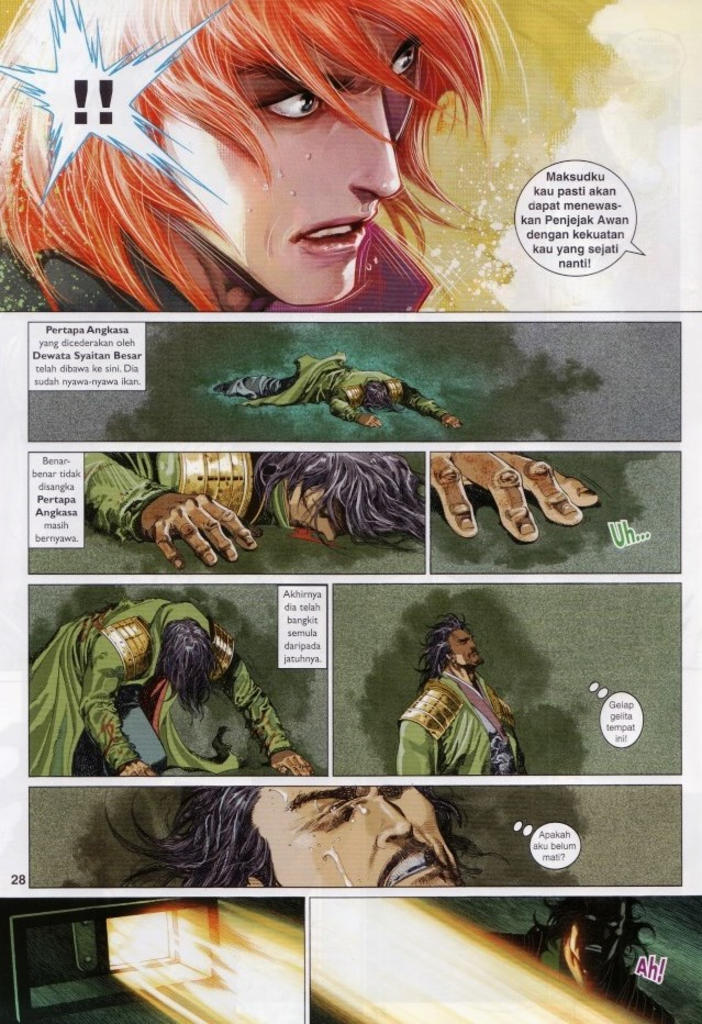 !!
Maksudku
kau pasti akan
dapat menewas-
kan Penjejak Awan
dengan kekuatan
kau yang sejati
nanti!
Pertapa Angkasa
yang dicederakan oleh
Dewata Syaitan Besar
telah dibawa ke sini. Dia
sudah nyawa-nyawa ikan.
Benar-
benar tidak
disangka
Pertapa
Angkasa
masih
bernyawa.
Uh...
Akhirnya
dia telah
bangkit
semula
daripada
jatuhnya.
Gelap
gelita
tempat
ini!
Apakah
aku belum
mati?
28
Ah!